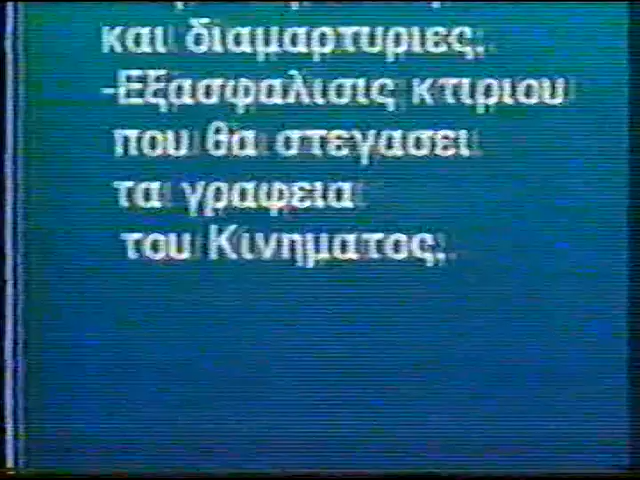 και διαμαρτυριες.
-Εξασφαλισις κτιριου
που θα στεγασει
τα γραφεια
του Κινηματος.